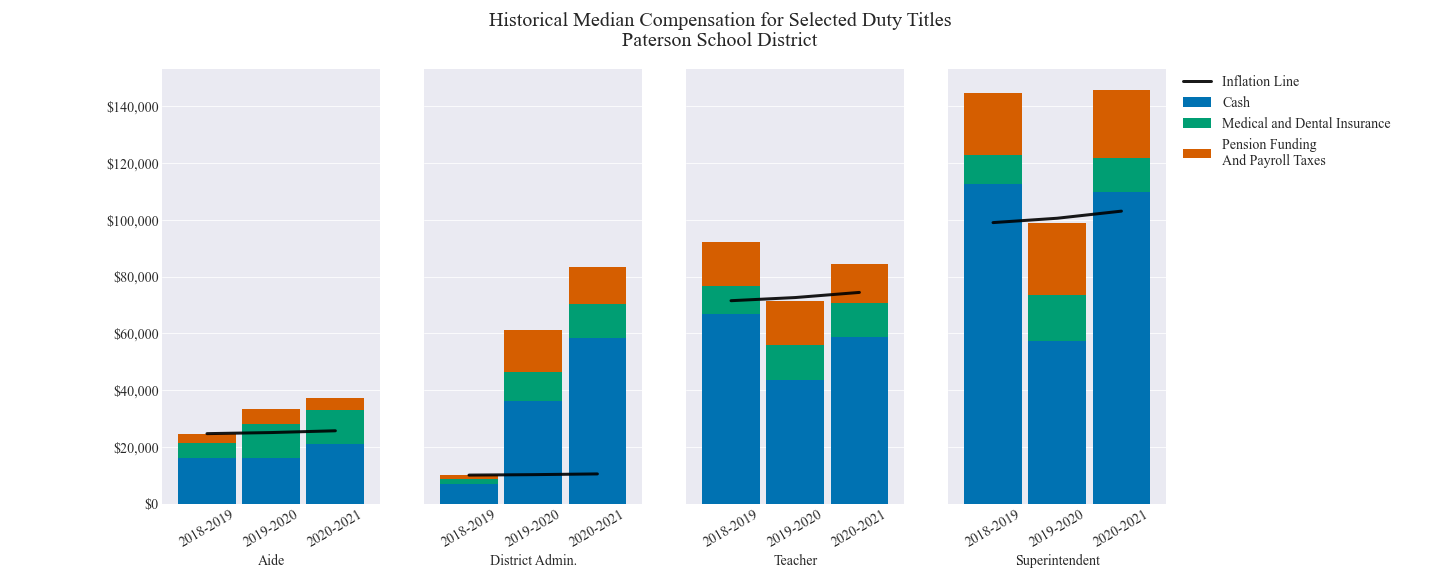 Historical Median Compensation for Selected Duty Titles
Paterson School District
$140,000
$120,000
$100,000
$80,000
$60,000
$40,000
$20,000
$0
2018-2019
2019-2020
2020-2021
Aide
2018-2019
2019-2020
2020-2021
District Admin.
2018-2019
2019-2020
2020-2021
Teacher
2018-2019
2019-2020
2020-2021
Superintendent
Inflation Line
Cash
Medical and Dental Insurance
Pension Funding
And Payroll Taxes